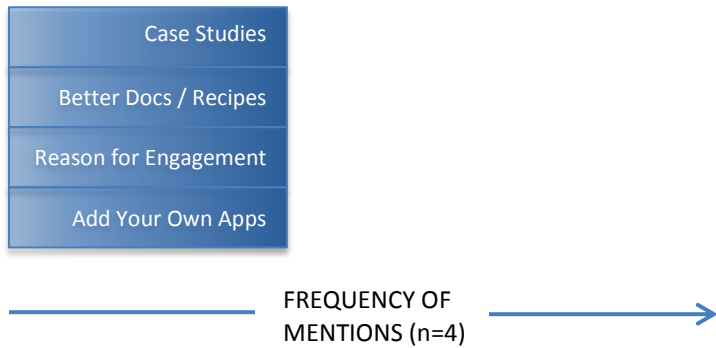 Case Studies
Better Docs / Recipes
Reason for Engagement
Add Your Own Apps
FREQUENCY OF
MENTIONS (n=4)